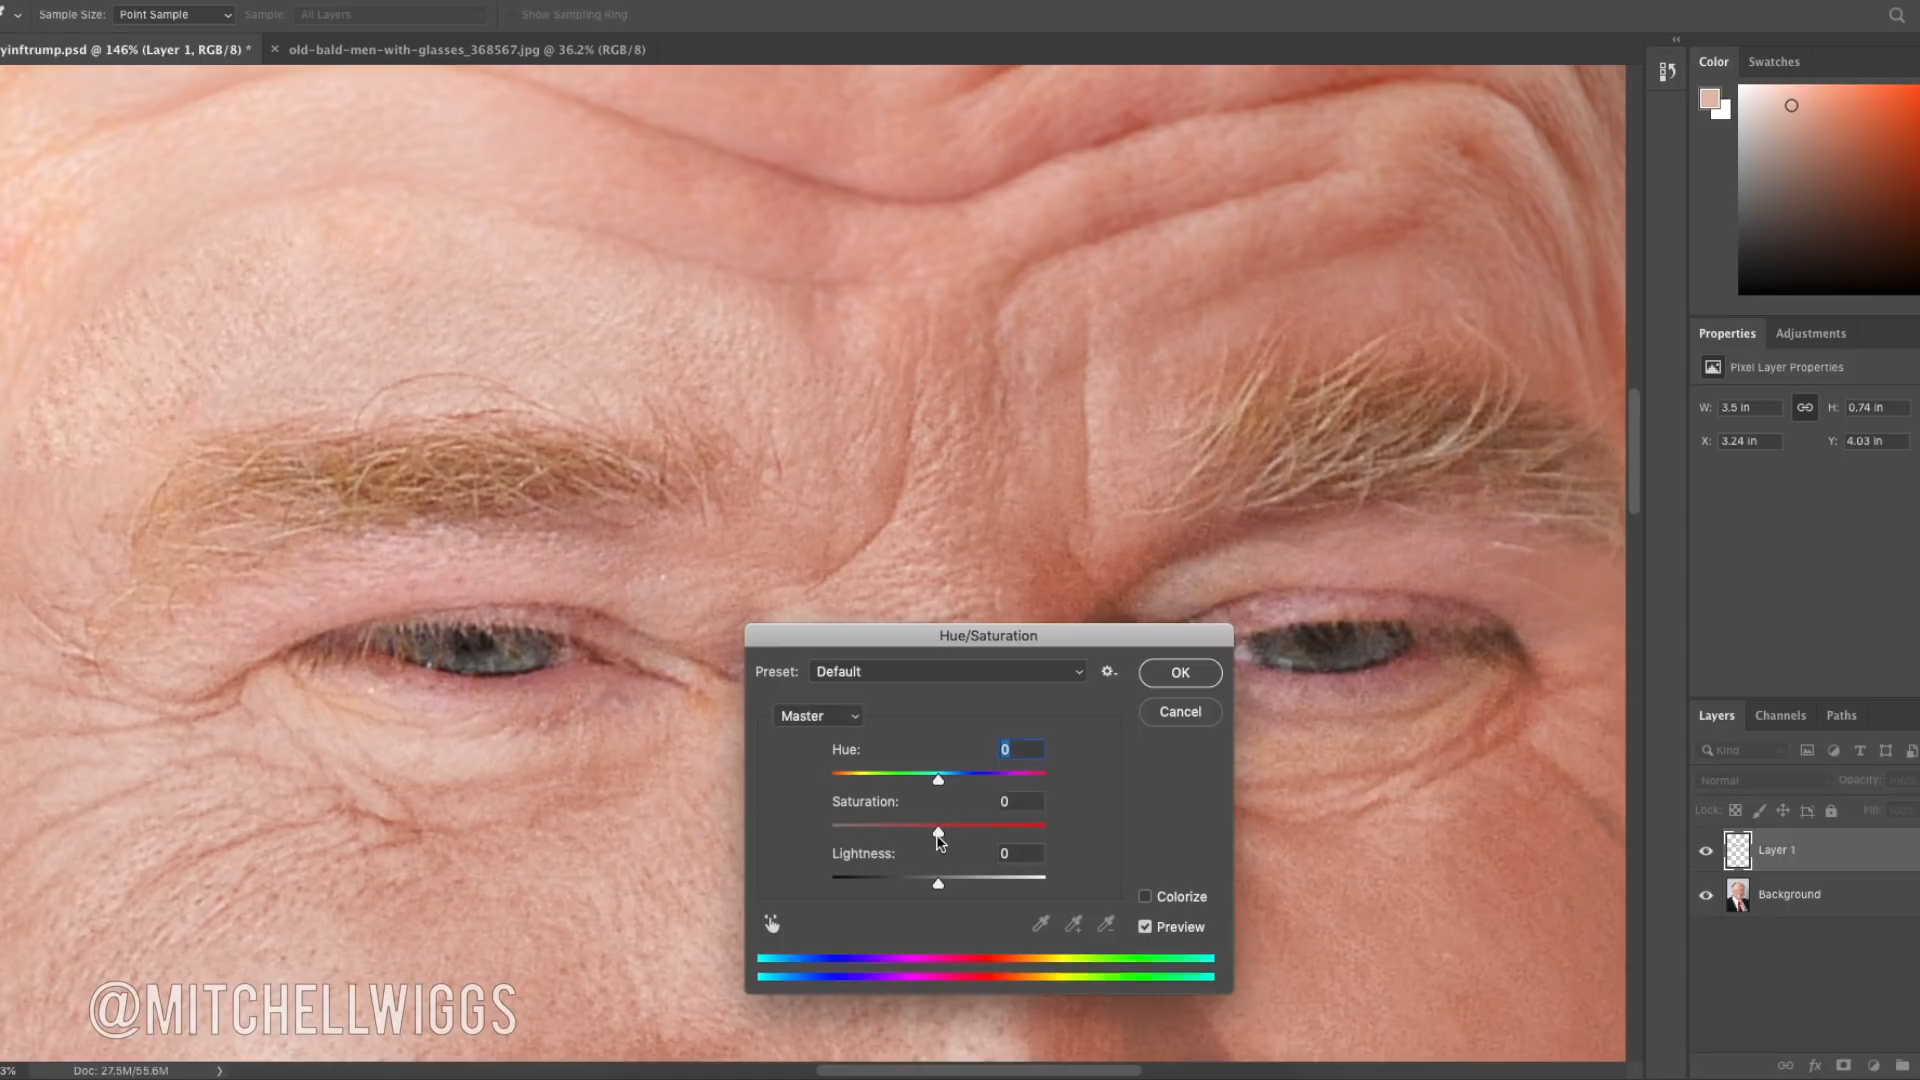 Sample Size: Point Sample Sample: All Layers Show Sampling Ring
yinftrump.psd @ 146% (Layer 1, RGB/8) * × old-bald-men-with-glasses_368567.jpg @ 36.2% (RGB/8)
Color Swatches
Properties Adjustments
Pixel Layer Properties
W: 3.5 in H: 0.74 in
X: 3.24 in Y: 4.03 in
Hue/Saturation
Preset: Default OK
Cancel
Master
Hue: 0
Saturation: 0
Lightness: 0
Colorize
Preview
Layers Channels Paths
Kind
Normal Opacity: 100%
Lock: Fill:
Layer 1
Background
@MITCHELLWIGGS
3% Doc: 27.5M/55.6M
fx